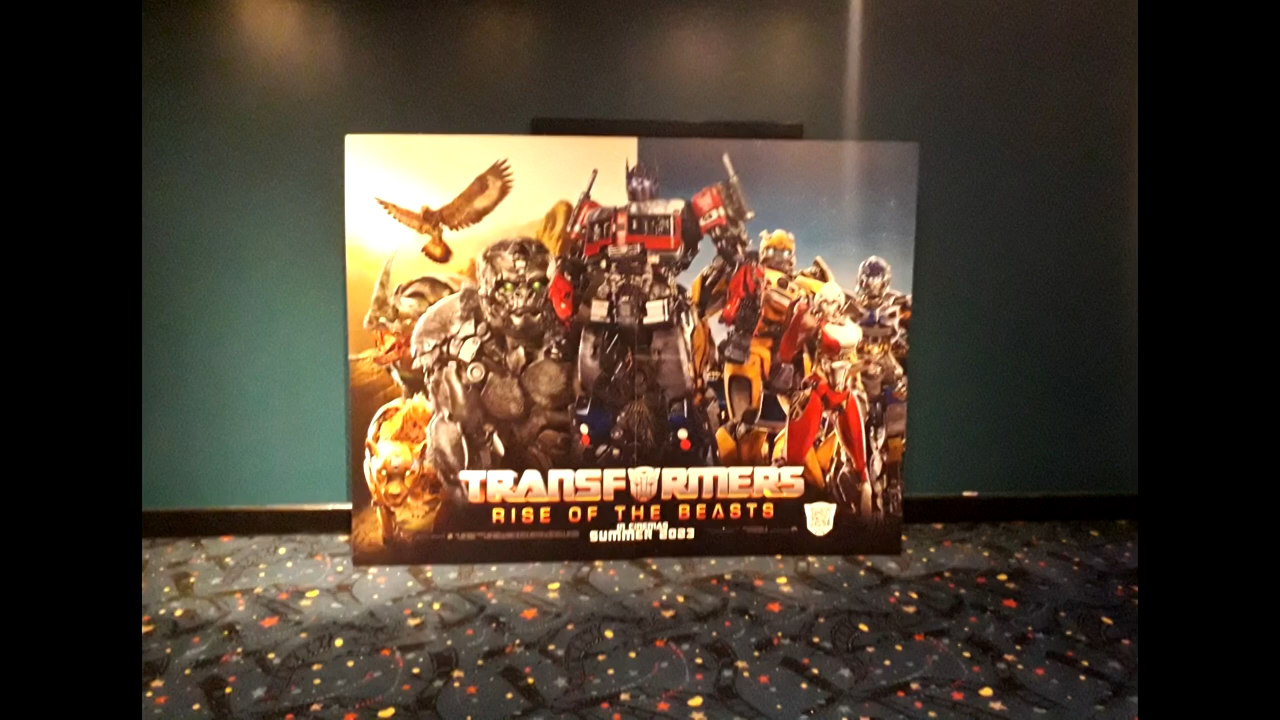 TRANSFORMERS
RISE OF THE BEASTS
IN CINEMAS
SUMMER 2023